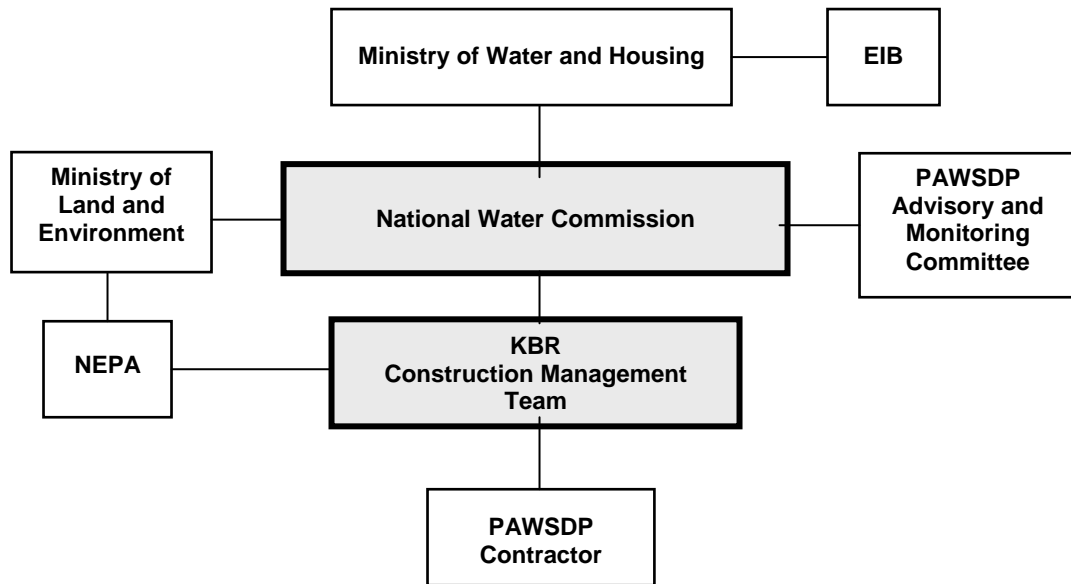 Ministry of Water and Housing
EIB
Ministry of
Land and
Environment
National Water Commission
PAWSDP
Advisory and
Monitoring
Committee
NEPA
KBR
Construction Management
Team
PAWSDP
Contractor